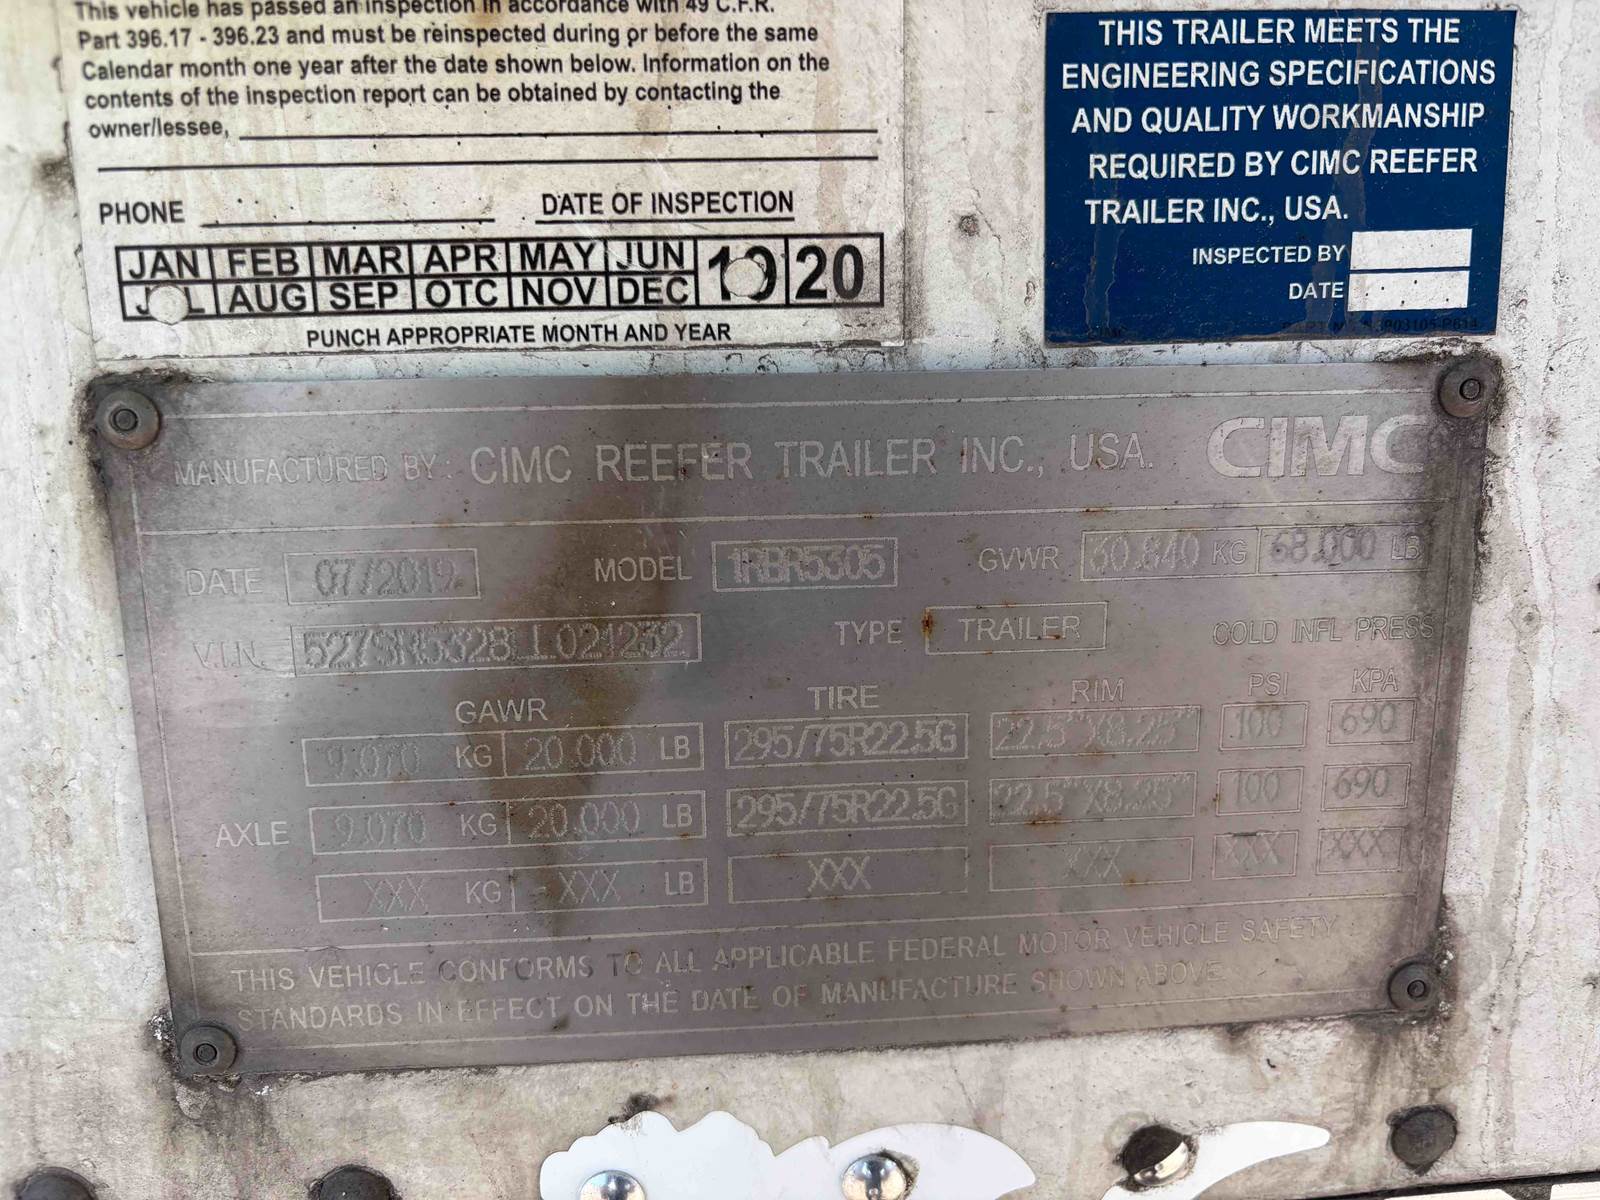 This vehicle has passed an inspection in accordance with 49 C.F.R.
Part 396.17 - 396.23 and must be reinspected during or before the same
Calendar month one year after the date shown below. Information on the
contents of the inspection report can be obtained by contacting the
owner/lessee,
PHONE
DATE OF INSPECTION
JAN FEB MAR APR MAY JUN 19 20
JUL AUG SEP OTC NOV DEC
PUNCH APPROPRIATE MONTH AND YEAR
THIS TRAILER MEETS THE
ENGINEERING SPECIFICATIONS
AND QUALITY WORKMANSHIP
REQUIRED BY CIMC REEFER
TRAILER INC., USA.
INSPECTED BY
DATE
MANUFACTURED BY: CIMC REEFER TRAILER INC., USA. CIMC
DATE 07/2019 MODEL 1RBR5305 GVWR 30.840 KG 68.000 LB
V.I.N. TYPE TRAILER COLD INFL PRESS
GAWR TIRE RIM PSI KPA
9.070 KG 20.000 LB 295/75R22.5G 22.5"X8.25" 100 690
AXLE 9.070 KG 20.000 LB 295/75R22.5G 22.5"X8.25" 100 690
XXX KG XXX LB XXX XXX XXX XXX
THIS VEHICLE CONFORMS TO ALL APPLICABLE FEDERAL MOTOR VEHICLE SAFETY
STANDARDS IN EFFECT ON THE DATE OF MANUFACTURE SHOWN ABOVE